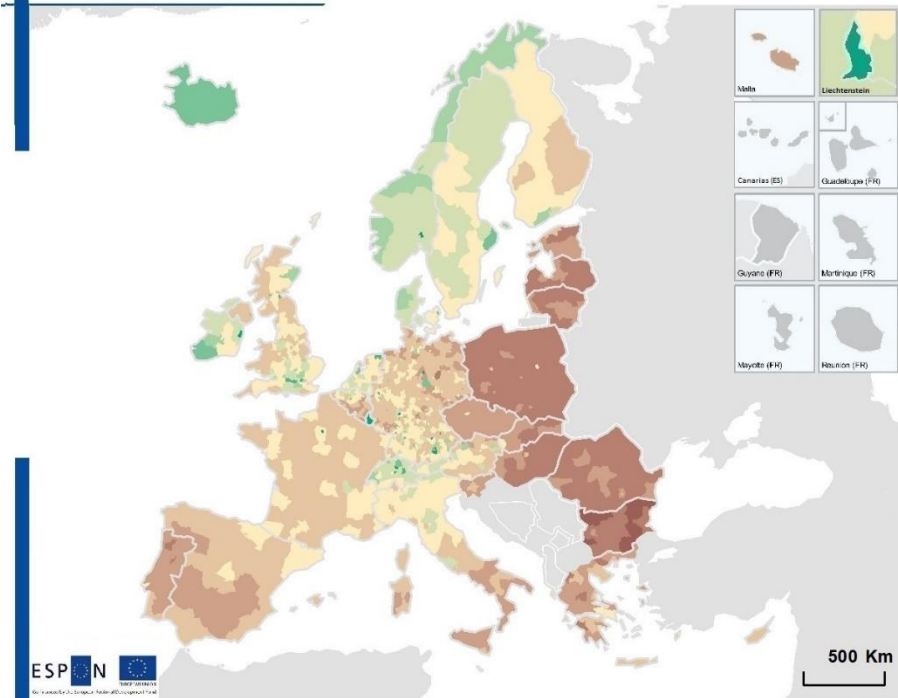 Malta
Liechtenstein
Canarias (ES)
Guadeloupe (FR)
Guyane (FR)
Martinique (FR)
Mayotte (FR)
Réunion (FR)
500 Km
ESPON